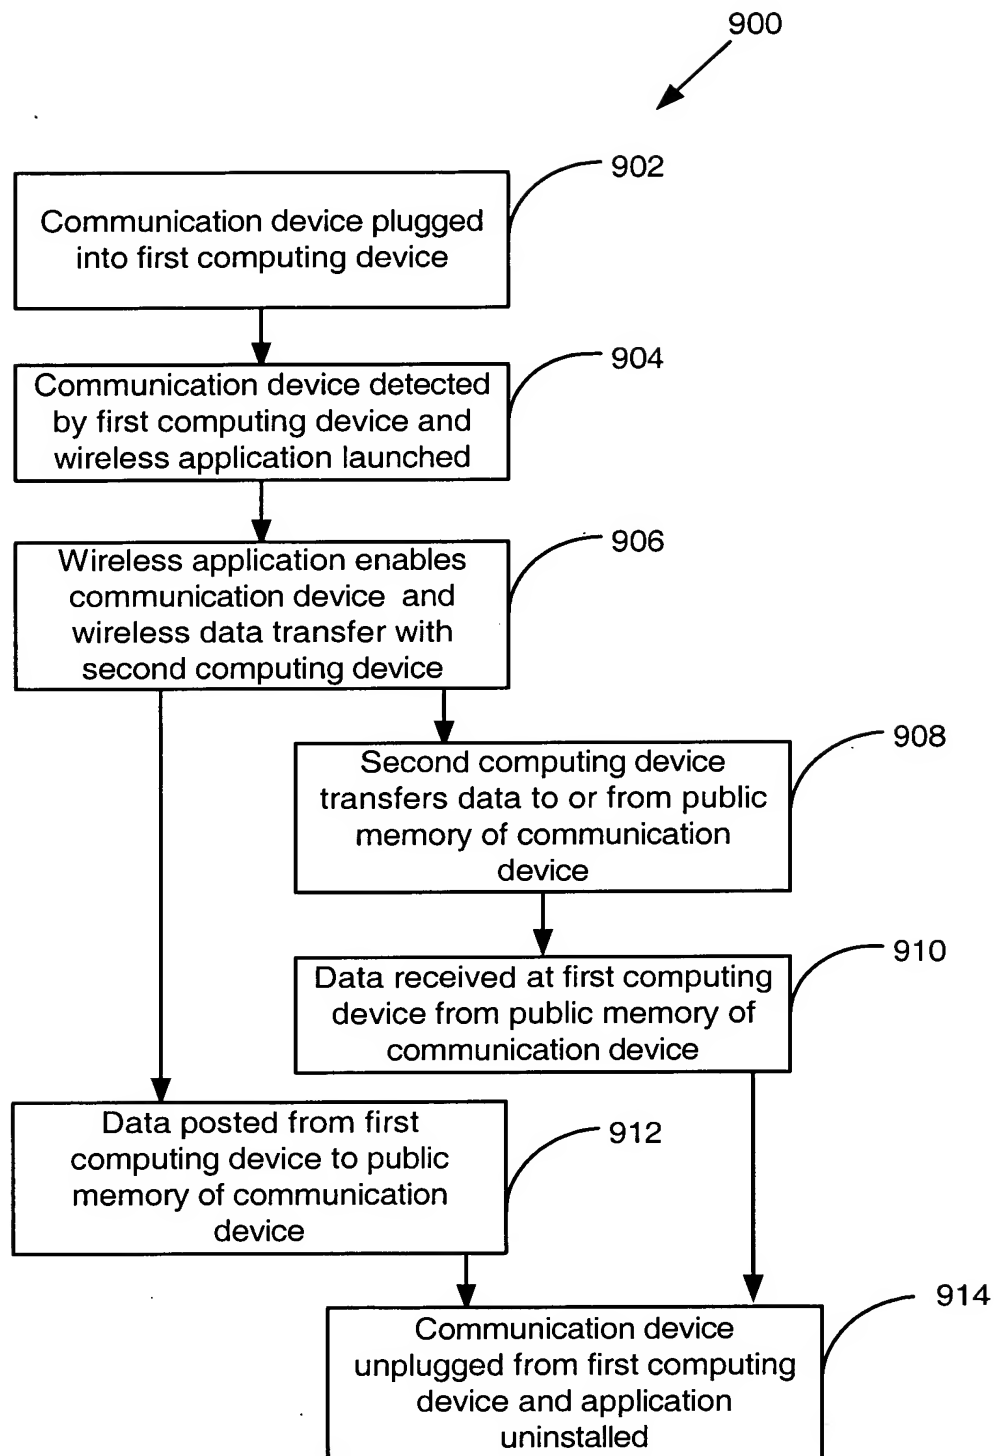 900
902
Communication device plugged
into first computing device
904
Communication device detected
by first computing device and
wireless application launched
906
Wireless application enables
communication device and
wireless data transfer with
second computing device
908
Second computing device
transfers data to or from public
memory of communication
device
910
Data received at first computing
device from public memory of
communication device
Data posted from first
computing device to public
memory of communication
device
912
914
Communication device
unplugged from first computing
device and application
uninstalled